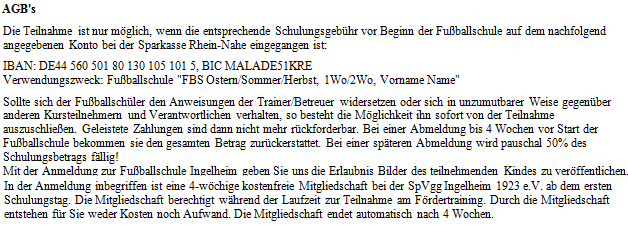 AGB's
Die Teilnahme ist nur möglich, wenn die entsprechende Schulungsgebühr vor Beginn der Fußballschule auf dem nachfolgend
angegebenen Konto bei der Sparkasse Rhein-Nahe eingegangen ist:
IBAN: DE44 560 501 80 130 105 101 5, BIC MALADE51KRE
Verwendungszweck: Fußballschule "FBS Ostern/Sommer/Herbst, 1Wo/2Wo, Vorname Name"
Sollte sich der Fußballschüler den Anweisungen der Trainer/Betreuer widersetzen oder sich in unzumutbarer Weise gegenüber
anderen Kursteilnehmern und Verantwortlichen verhalten, so besteht die Möglichkeit ihn sofort von der Teilnahme
auszuschließen. Geleistete Zahlungen sind dann nicht mehr rückforderbar. Bei einer Abmeldung bis 4 Wochen vor Start der
Fußballschule bekommen sie den gesamten Betrag zurückerstattet. Bei einer späteren Abmeldung wird pauschal 50% des
Schulungsbetrags fällig!
Mit der Anmeldung zur Fußballschule Ingelheim geben Sie uns die Erlaubnis Bilder des teilnehmenden Kindes zu veröffentlichen.
In der Anmeldung inbegriffen ist eine 4-wöchige kostenfreie Mitgliedschaft bei der SpVgg Ingelheim 1923 e.V. ab dem ersten
Schulungstag. Die Mitgliedschaft berechtigt während der Laufzeit zur Teilnahme am Fördertraining. Durch die Mitgliedschaft
entstehen für Sie weder Kosten noch Aufwand. Die Mitgliedschaft endet automatisch nach 4 Wochen.